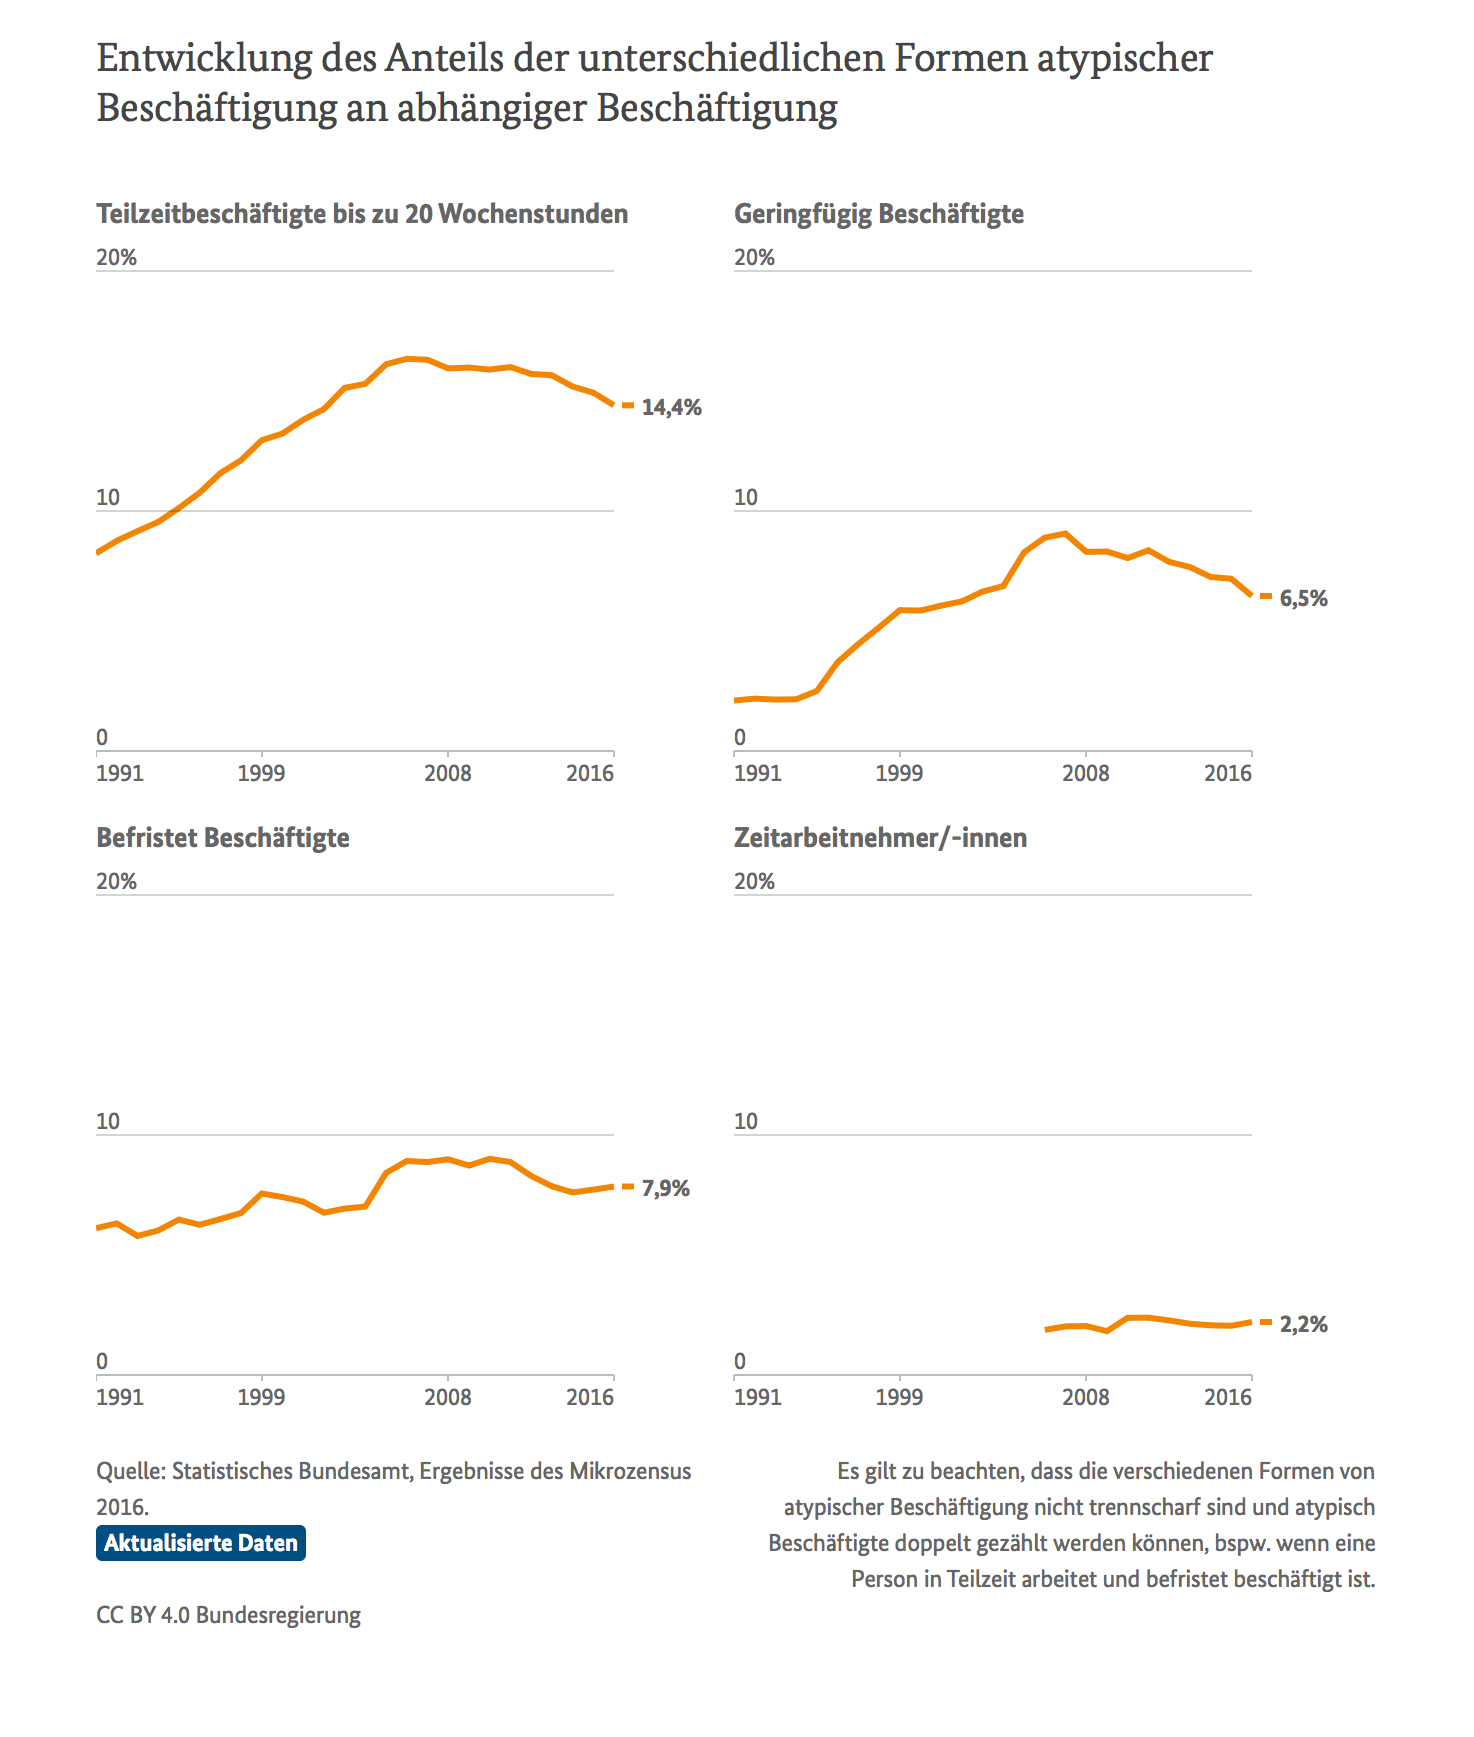 Entwicklung des Anteils der unterschiedlichen Formen atypischer
Beschäftigung an abhängiger Beschäftigung
Teilzeitbeschäftigte bis zu 20 Wochenstunden
20%
10
0
14,4%
1991 1999 2008 2016
Geringfügig Beschäftigte
20%
10
0
6,5%
1991 1999 2008 2016
Befristet Beschäftigte
20%
10
0
7,9%
1991 1999 2008 2016
Zeitarbeitnehmer/-innen
20%
10
0
2,2%
1991 1999 2008 2016
Quelle: Statistisches Bundesamt, Ergebnisse des Mikrozensus
2016.
Aktualisierte Daten
CC BY 4.0 Bundesregierung
Es gilt zu beachten, dass die verschiedenen Formen von
atypischer Beschäftigung nicht trennscharf sind und atypisch
Beschäftigte doppelt gezählt werden können, bspw. wenn eine
Person in Teilzeit arbeitet und befristet beschäftigt ist.